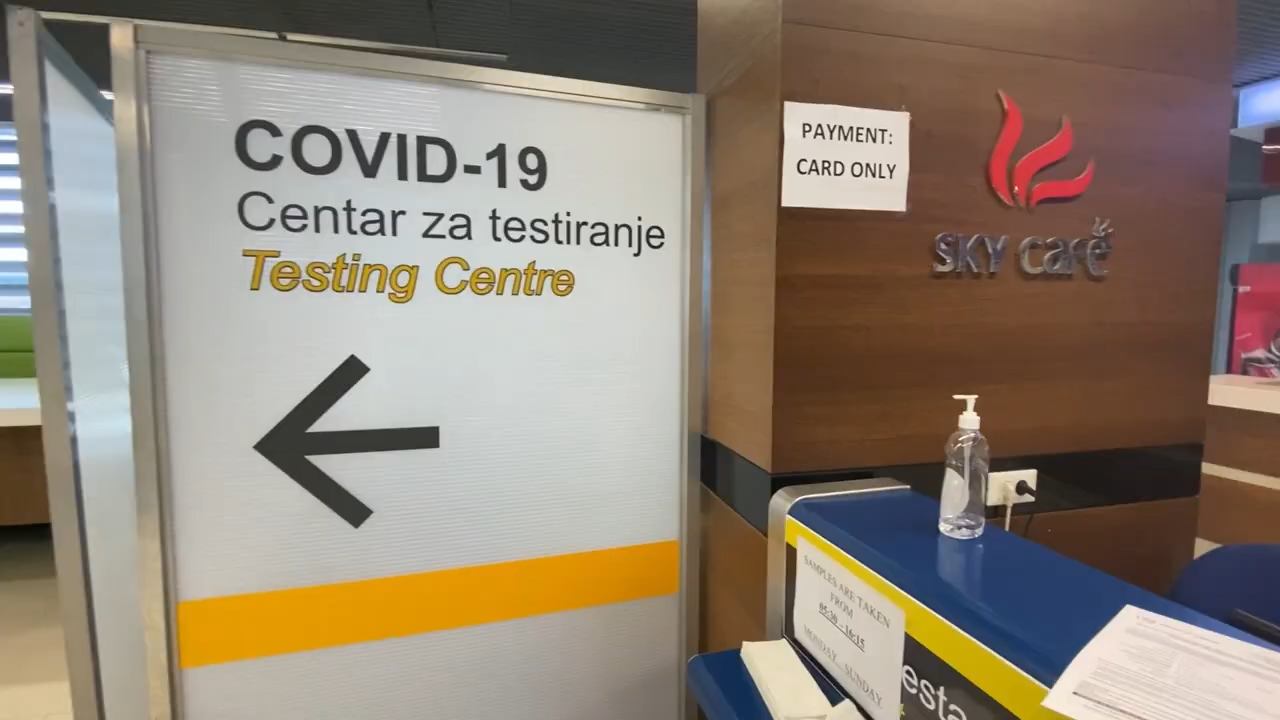 COVID-19
Centar za testiranje
Testing Centre
PAYMENT:
CARD ONLY
SKY café
SAMPLES ARE TAKEN
FROM
05:30 - 16:15
MONDAY SUNDAY
esta